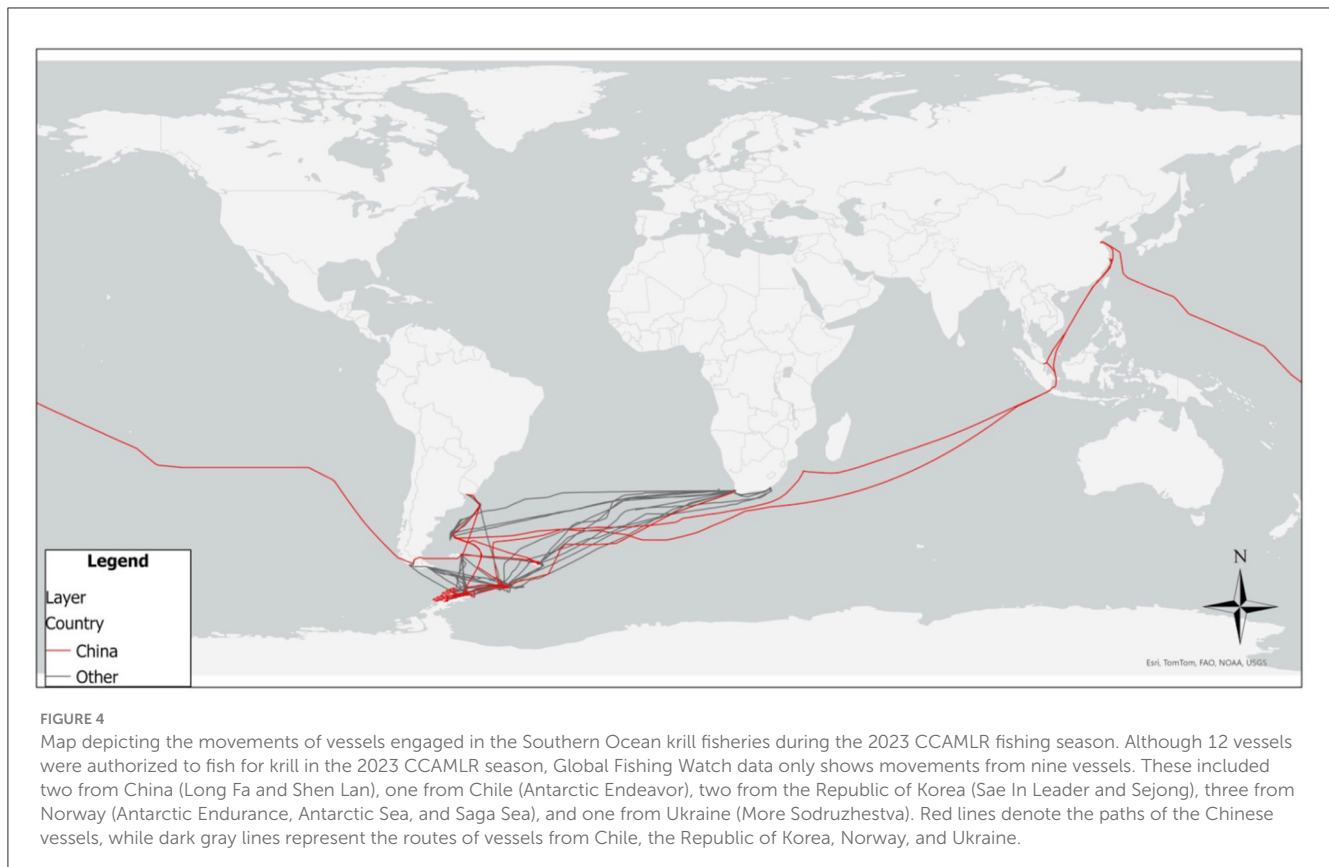 N
Legend
Layer
Country
China
Other
Esri, TomTom, FAO, NOAA, USGS
FIGURE 4
Map depicting the movements of vessels engaged in the Southern Ocean krill fisheries during the 2023 CCAMLR fishing season. Although 12 vessels
were authorized to fish for krill in the 2023 CCAMLR season, Global Fishing Watch data only shows movements from nine vessels. These included
two from China (Long Fa and Shen Lan), one from Chile (Antarctic Endeavor), two from the Republic of Korea (Sae In Leader and Sejong), three from
Norway (Antarctic Endurance, Antarctic Sea, and Saga Sea), and one from Ukraine (More Sodruzhestva). Red lines denote the paths of the Chinese
vessels, while dark gray lines represent the routes of vessels from Chile, the Republic of Korea, Norway, and Ukraine.